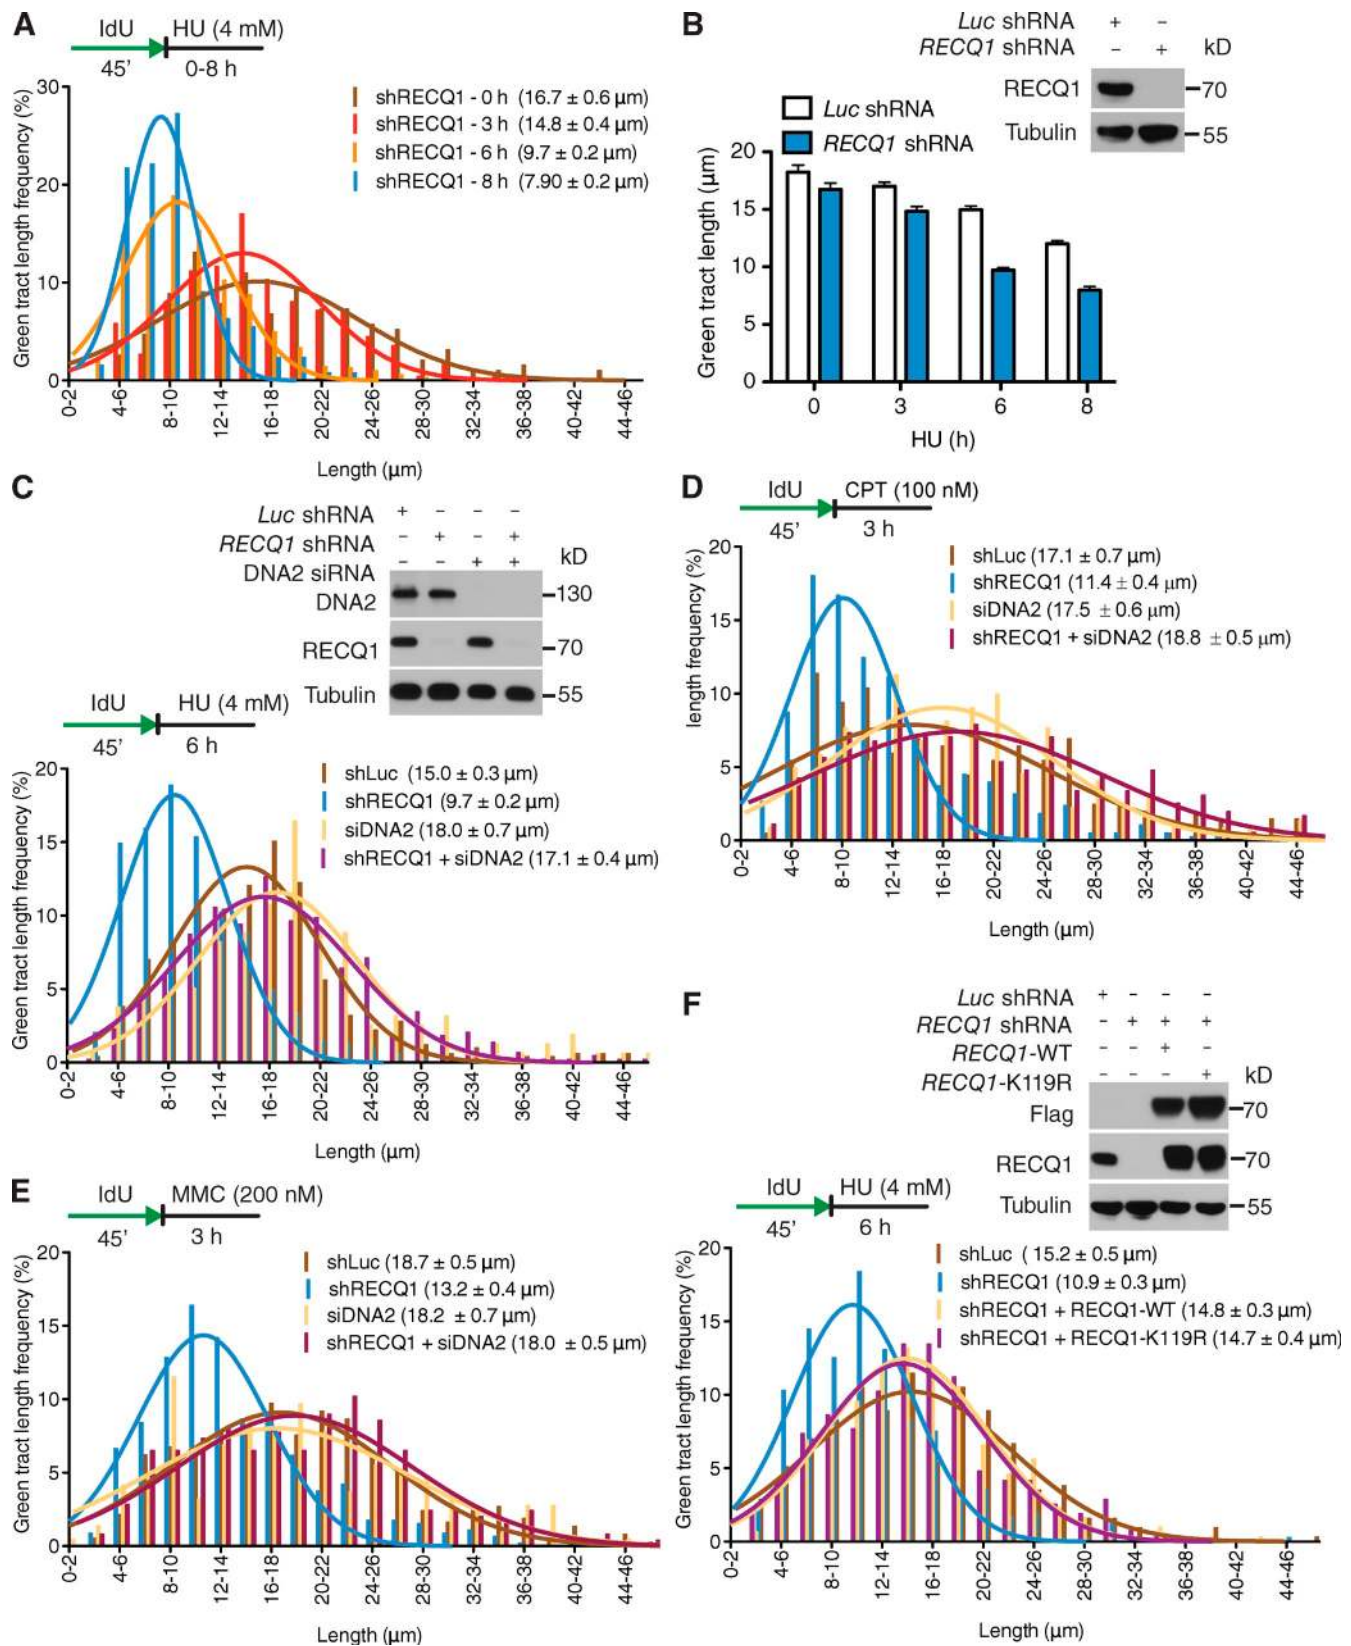 A
IdU
HU (4 mM)
45'
0-8 h
shRECQ1 - 0 h (16.7 ± 0.6 µm)
shRECQ1 - 3 h (14.8 ± 0.4 µm)
shRECQ1 - 6 h (9.7 ± 0.2 µm)
shRECQ1 - 8 h (7.90 ± 0.2 µm)
Green tract length frequency (%)
30
20
10
0
0-2 4-6 8-10 12-14 16-18 20-22 24-26 28-30 32-34 36-38 40-42 44-46
Length (µm)
B
Luc shRNA + –
RECQ1 shRNA – + kD
RECQ1 70
Tubulin 55
Luc shRNA
RECQ1 shRNA
Green tract length (µm)
20
15
10
5
0
0 3 6 8
HU (h)
C
Luc shRNA + – – –
RECQ1 shRNA – + – +
DNA2 siRNA – – + + kD
DNA2 130
RECQ1 70
Tubulin 55
IdU
HU (4 mM)
45'
6 h
shLuc (15.0 ± 0.3 µm)
shRECQ1 (9.7 ± 0.2 µm)
siDNA2 (18.0 ± 0.7 µm)
shRECQ1 + siDNA2 (17.1 ± 0.4 µm)
Green tract length frequency (%)
20
15
10
5
0
0-2 4-6 8-10 12-14 16-18 20-22 24-26 28-30 32-34 36-38 40-42 44-46
Length (µm)
D
IdU
CPT (100 nM)
45'
3 h
shLuc (17.1 ± 0.7 µm)
shRECQ1 (11.4 ± 0.4 µm)
siDNA2 (17.5 ± 0.6 µm)
shRECQ1 + siDNA2 (18.8 ± 0.5 µm)
length frequency (%)
20
15
10
5
0
0-2 4-6 8-10 12-14 16-18 20-22 24-26 28-30 32-34 36-38 40-42 44-46
Length (µm)
E
IdU
MMC (200 nM)
45'
3 h
shLuc (18.7 ± 0.5 µm)
shRECQ1 (13.2 ± 0.4 µm)
siDNA2 (18.2 ± 0.7 µm)
shRECQ1 + siDNA2 (18.0 ± 0.5 µm)
Green tract length frequency (%)
20
15
10
5
0
0-2 4-6 8-10 12-14 16-18 20-22 24-26 28-30 32-34 36-38 40-42 44-46
Length (µm)
F
Luc shRNA + – – –
RECQ1 shRNA – + + +
RECQ1-WT – – + –
RECQ1-K119R – – – + kD
Flag 70
RECQ1 70
Tubulin 55
IdU
HU (4 mM)
45'
6 h
shLuc ( 15.2 ± 0.5 µm)
shRECQ1 (10.9 ± 0.3 µm)
shRECQ1 + RECQ1-WT (14.8 ± 0.3 µm)
shRECQ1 + RECQ1-K119R (14.7 ± 0.4 µm)
Green tract length frequency (%)
20
15
10
5
0
0-2 4-6 8-10 12-14 16-18 20-22 24-26 28-30 32-34 36-38 40-42 44-46
Length (µm)